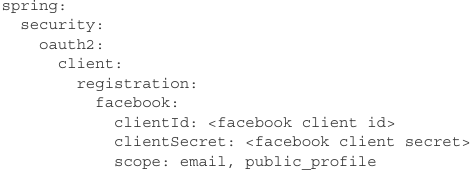 spring:
  security:
    oauth2:
      client:
        registration:
          facebook:
            clientId: <facebook client id>
            clientSecret: <facebook client secret>
            scope: email, public_profile